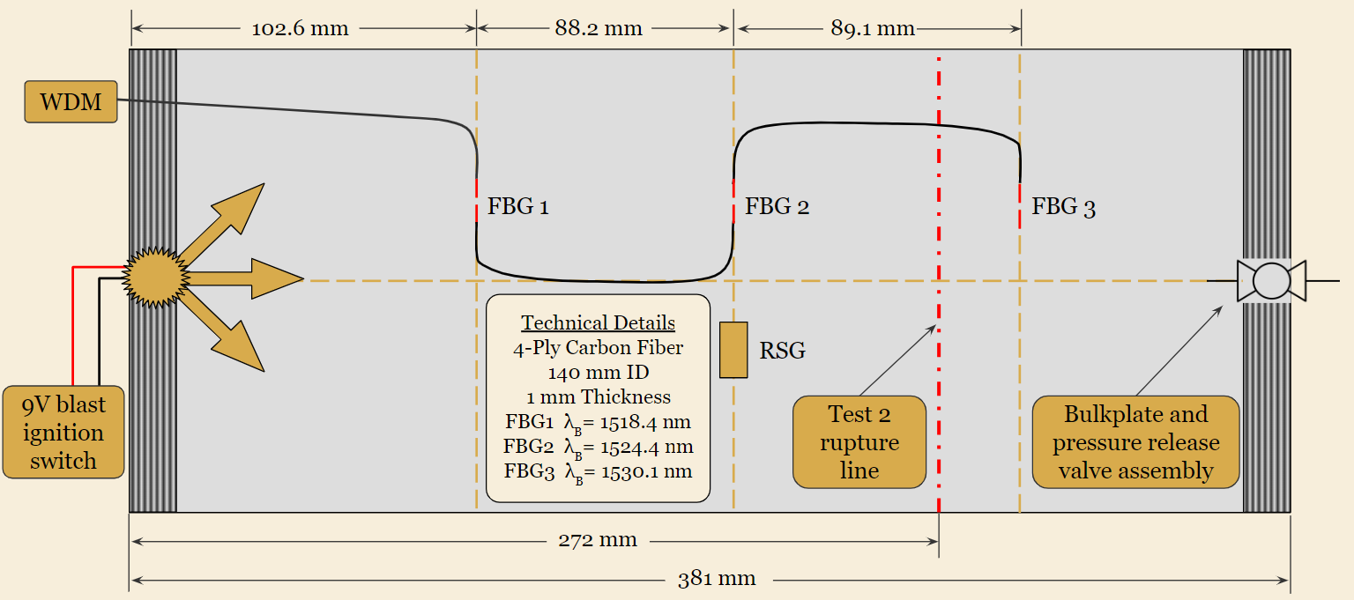 102.6 mm
88.2 mm
89.1 mm
WDM
FBG 1
FBG 2
FBG 3
Technical Details
4-Ply Carbon Fiber
140 mm ID
1 mm Thickness
FBG1 λB= 1518.4 nm
FBG2 λB= 1524.4 nm
FBG3 λB= 1530.1 nm
RSG
9V blast
ignition
switch
Test 2
rupture
line
Bulkplate and
pressure release
valve assembly
272 mm
381 mm